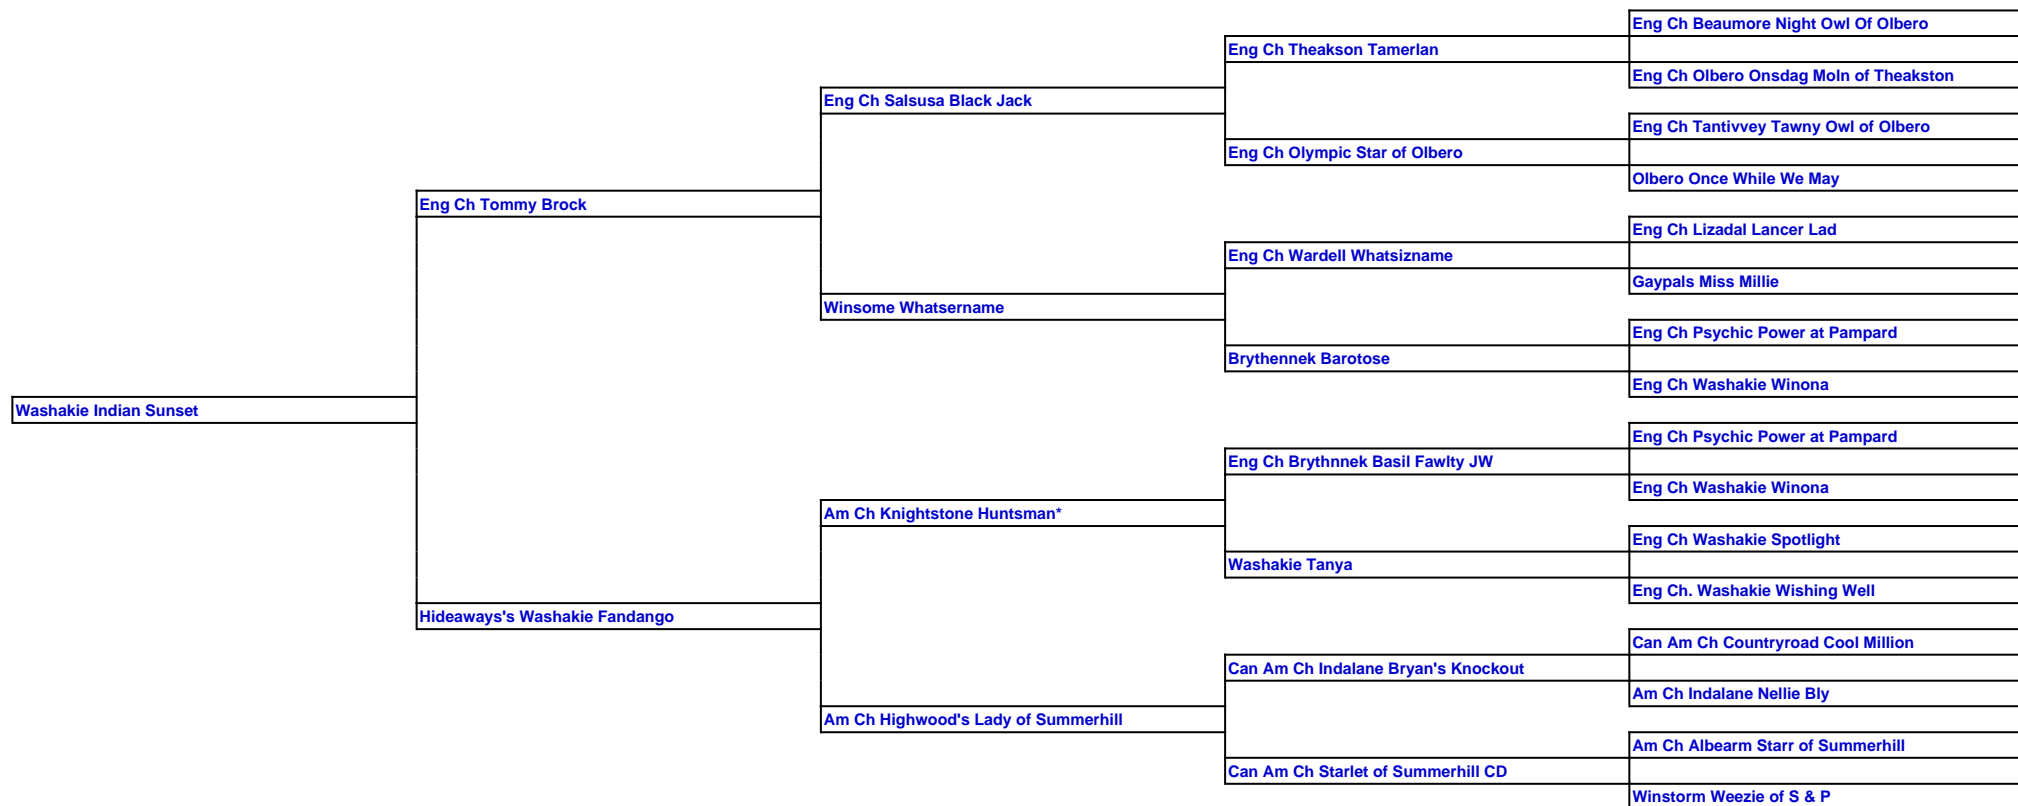 Eng Ch Beaumore Night Owl Of Olbero
Eng Ch Theakson Tamerlan
Eng Ch Olbero Onsdag Moln of Theakston
Eng Ch Salsusa Black Jack
Eng Ch Tantivvey Tawny Owl of Olbero
Eng Ch Olympic Star of Olbero
Olbero Once While We May
Eng Ch Tommy Brock
Eng Ch Lizadal Lancer Lad
Eng Ch Wardell Whatsizname
Gaypals Miss Millie
Winsome Whatsername
Eng Ch Psychic Power at Pampard
Brythennek Barotose
Eng Ch Washakie Winona
Washakie Indian Sunset
Eng Ch Psychic Power at Pampard
Eng Ch Brythnnek Basil Fawlty JW
Eng Ch Washakie Winona
Am Ch Knightstone Huntsman*
Eng Ch Washakie Spotlight
Washakie Tanya
Eng Ch. Washakie Wishing Well
Hideaways's Washakie Fandango
Can Am Ch Countryroad Cool Million
Can Am Ch Indalane Bryan's Knockout
Am Ch Indalane Nellie Bly
Am Ch Highwood's Lady of Summerhill
Am Ch Albearm Starr of Summerhill
Can Am Ch Starlet of Summerhill CD
Winstorm Weezie of S & P